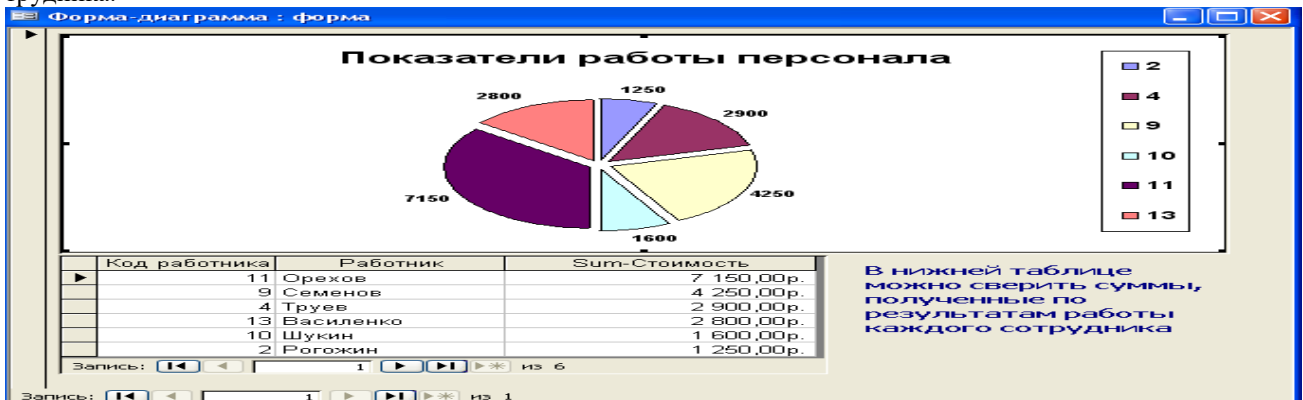 Форма-диаграмма : форма
Показатели работы персонала
2
4
9
10
11
13
1250
2900
4250
1600
7150
2800
Код работника Работник Sum-Стоимость
11 Орехов 7 150,00р.
9 Семенов 4 250,00р.
4 Труев 2 900,00р.
13 Василенко 2 800,00р.
10 Шукин 1 600,00р.
2 Рогожин 1 250,00р.
Запись: 1 из 6
В нижней таблице
можно сверить суммы,
полученные по
результатам работы
каждого сотрудника
Запись: 1 из 1